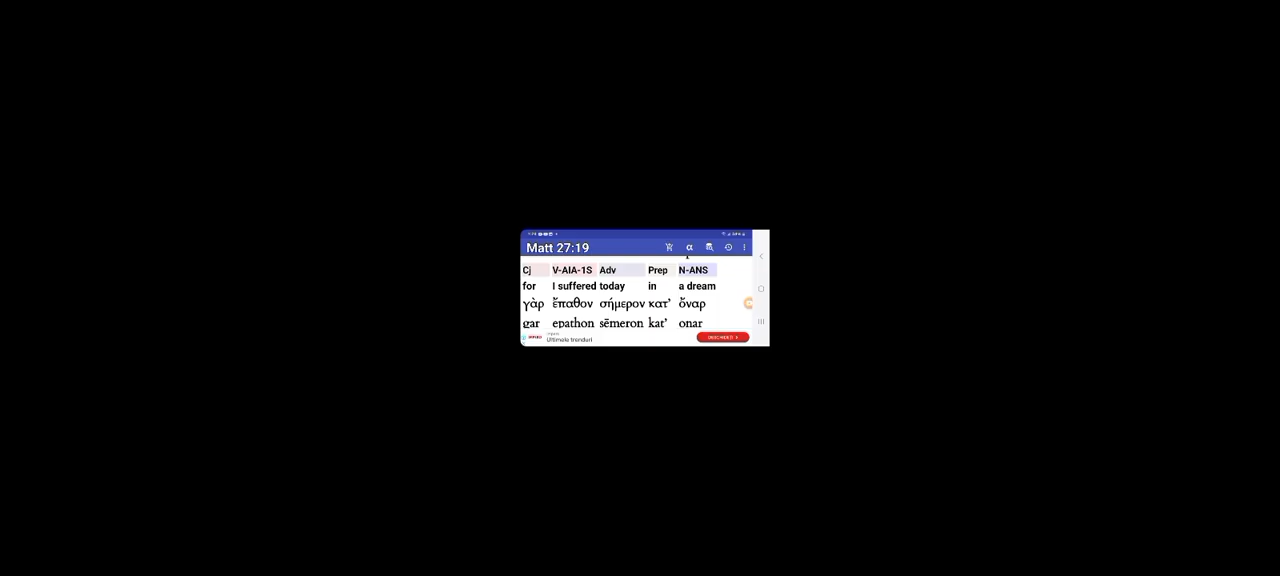 Matt 27:19
α
Cj V-AIA-1S Adv Prep N-ANS
for I suffered today in a dream
γὰρ ἔπαθον σήμερον κατ’ ὄναρ
gar epathon sēmeron kat’ onar
Ultimele trenduri